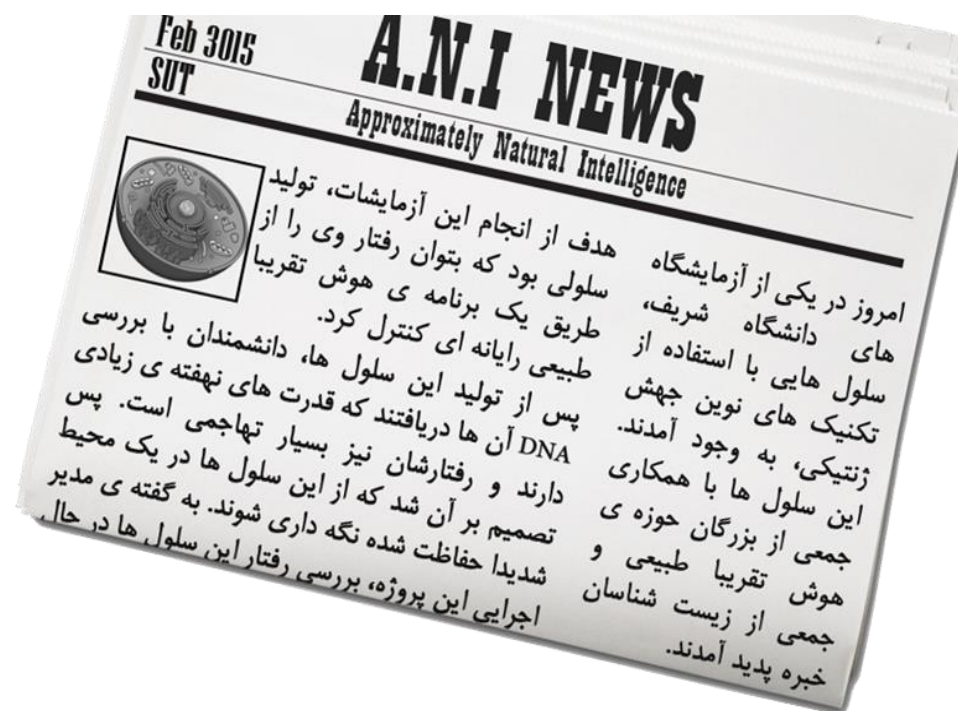 Feb 3015
SUT
A.N.I NEWS
Approximately Natural Intelligence
امروز در یکی از آزمایشگاه
های دانشگاه شریف،
سلول هایی با استفاده از
تکنیک های نوین جهش
ژنتیکی، به وجود آمدند.
این سلول ها با همکاری
جمعی از بزرگان حوزه ی
هوش تقریبا طبیعی و
جمعی از زیست شناسان
خبره پدید آمدند.
هدف از انجام این آزمایشات، تولید
سلولی بود که بتوان رفتار وی را از
طریق یک برنامه ی هوش تقریبا
طبیعی رایانه ای کنترل کرد.
پس از تولید این سلول ها، دانشمندان با بررسی
DNA آن ها دریافتند که قدرت های نهفته ی زیادی
دارند و رفتارشان نیز بسیار تهاجمی است. پس
تصمیم بر آن شد که از این سلول ها در یک محیط
شدیدا حفاظت شده نگه داری شوند. به گفته ی مدیر
اجرایی این پروژه، بررسی رفتار این سلول ها در حال